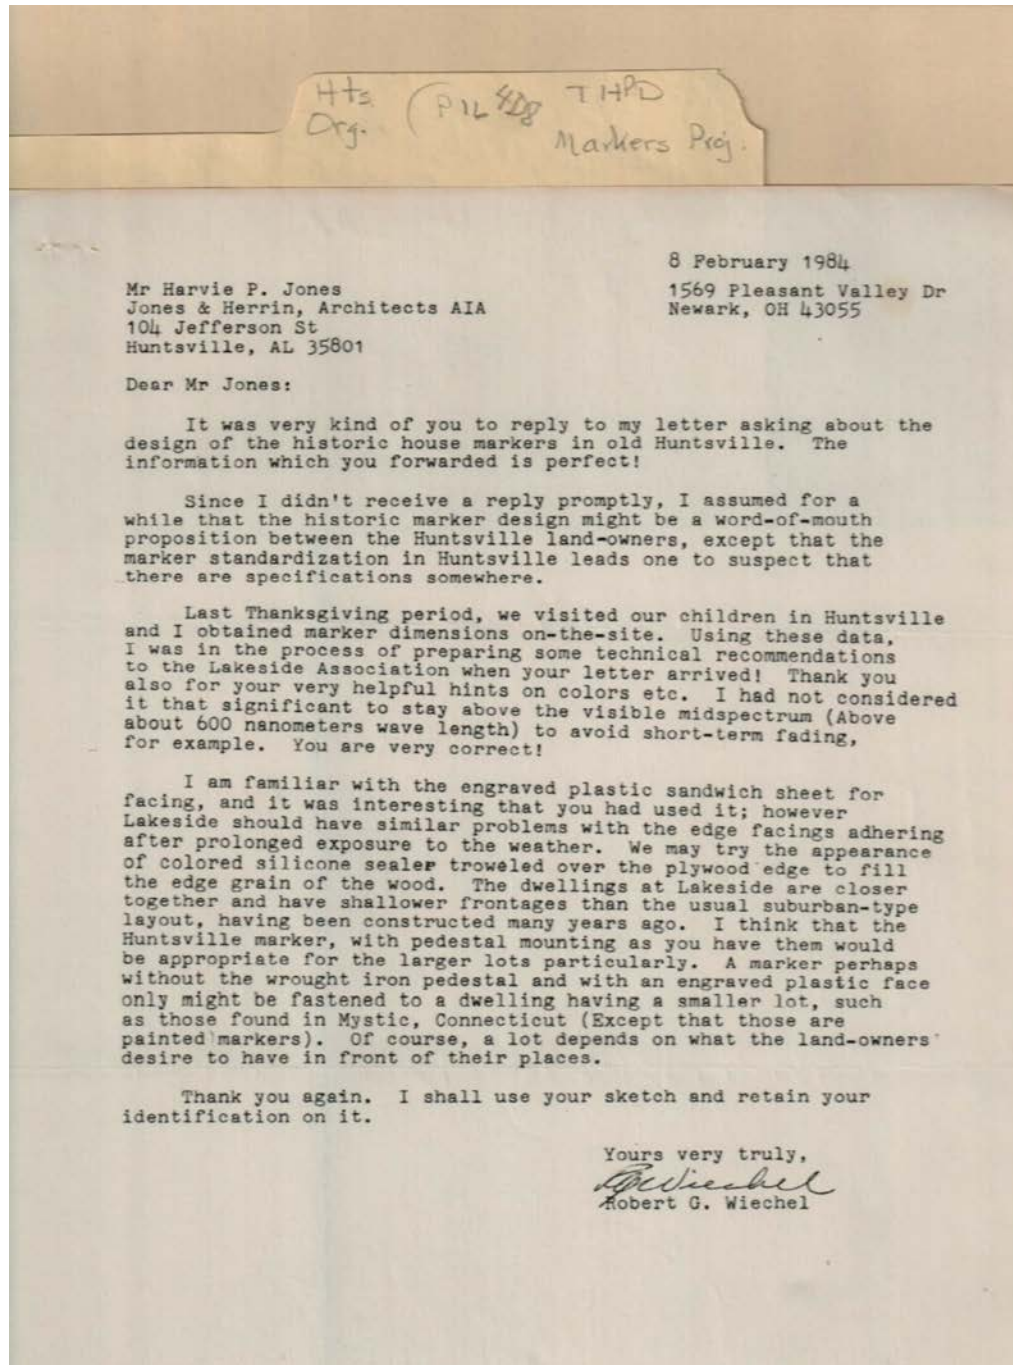 Hts. (P1L THPD
Org. Markers Proj.
8 February 1984
Mr Harvie P. Jones 1569 Pleasant Valley Dr
Jones & Herrin, Architects AIA Newark, OH 43055
104 Jefferson St
Huntsville, AL 35801
Dear Mr Jones:
It was very kind of you to reply to my letter asking about the
design of the historic house markers in old Huntsville. The
information which you forwarded is perfect!
Since I didn't receive a reply promptly, I assumed for a
while that the historic marker design might be a word-of-mouth
proposition between the Huntsville land-owners, except that the
marker standardization in Huntsville leads one to suspect that
there are specifications somewhere.
Last Thanksgiving period, we visited our children in Huntsville
and I obtained marker dimensions on-the-site. Using these data,
I was in the process of preparing some technical recommendations
to the Lakeside Association when your letter arrived! Thank you
also for your very helpful hints on colors etc. I had not considered
it that significant to stay above the visible midspectrum (Above
about 600 nanometers wave length) to avoid short-term fading,
for example. You are very correct!
I am familiar with the engraved plastic sandwich sheet for
facing, and it was interesting that you had used it; however
Lakeside should have similar problems with the edge facings adhering
after prolonged exposure to the weather. We may try the appearance
of colored silicone sealer troweled over the plywood edge to fill
the edge grain of the wood. The dwellings at Lakeside are closer
together and have shallower frontages than the usual suburban-type
layout, having been constructed many years ago. I think that the
Huntsville marker, with pedestal mounting as you have them would
be appropriate for the larger lots particularly. A marker perhaps
without the wrought iron pedestal and with an engraved plastic face
only might be fastened to a dwelling having a smaller lot, such
as those found in Mystic, Connecticut (Except that those are
painted markers). Of course, a lot depends on what the land-owners
desire to have in front of their places.
Thank you again. I shall use your sketch and retain your
identification on it.
Yours very truly,
RGWiechel
Robert G. Wiechel